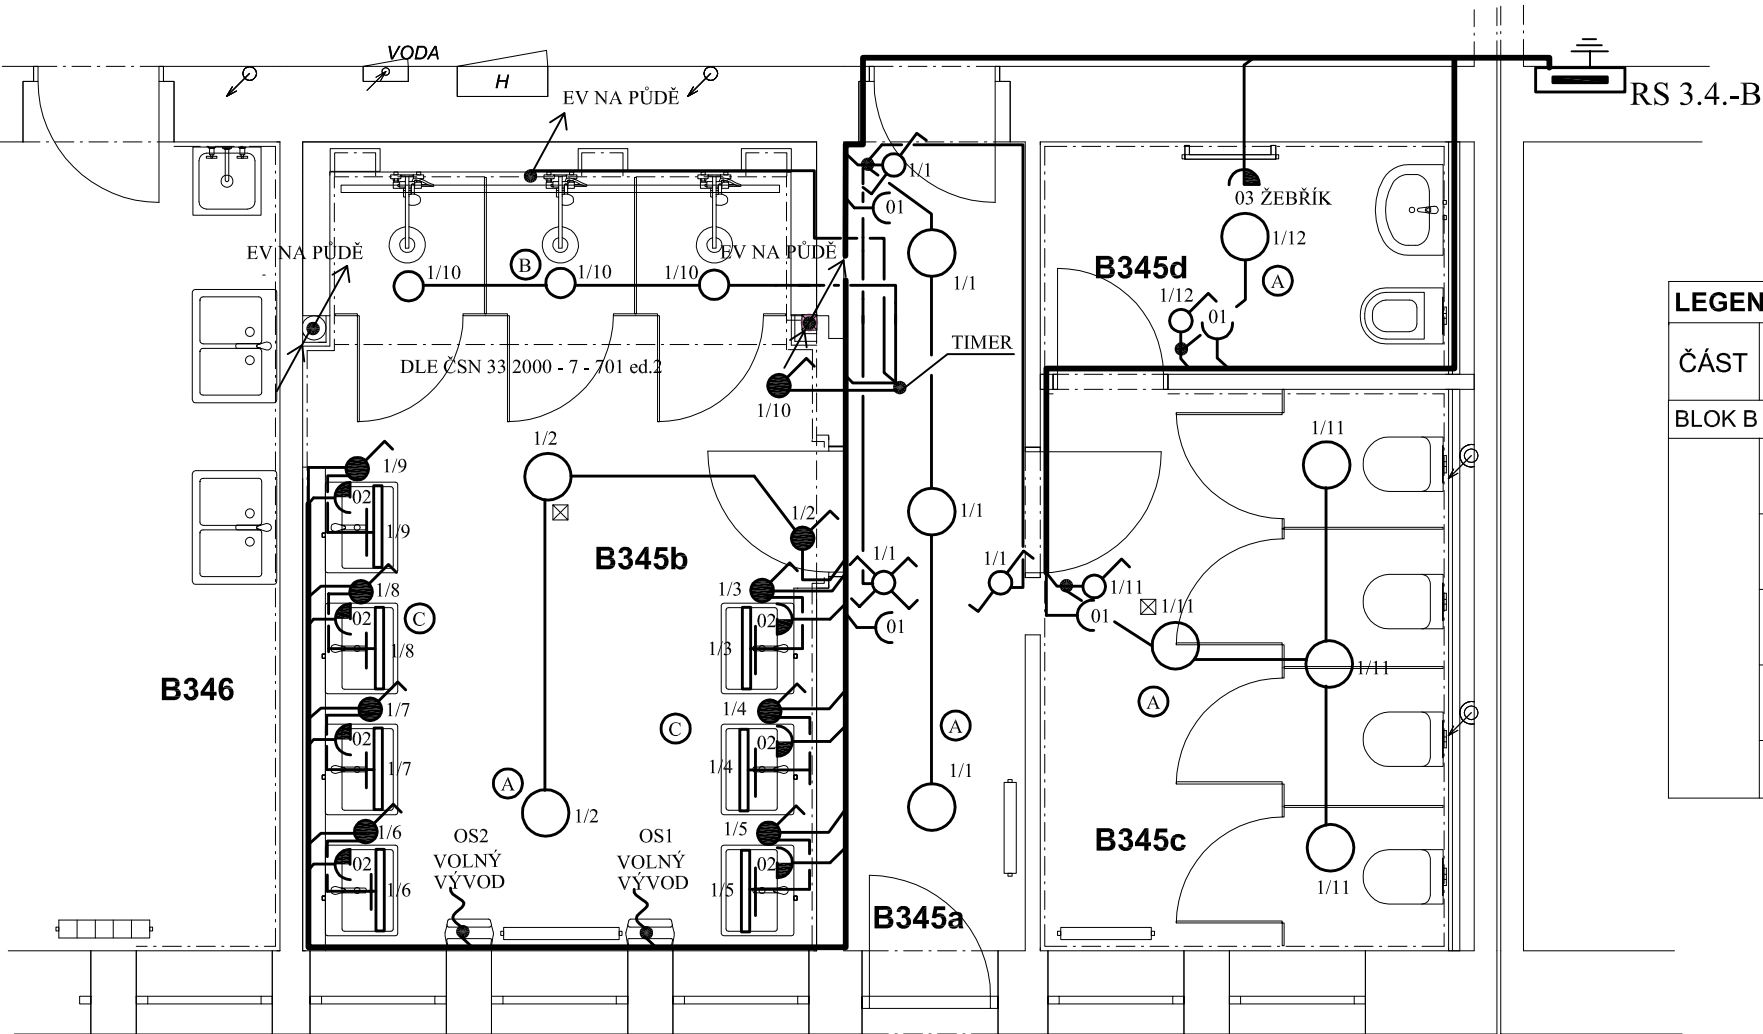 VODA
H
EV NA PŮDĚ
RS 3.4.-B
1/1
01
03 ŽEBŘÍK
1/12
EV NA PŮDĚ
1/10
B
1/10
1/10
EV NA PŮDĚ
1/1
B345d
A
1/12
01
LEGEN
ČÁST
BLOK B
DLE ČSN 33 2000 - 7 - 701 ed.2
TIMER
1/10
1/2
1/11
1/9
02
1/9
1/2
1/1
B345b
1/1
1/1
1/3
1/8
02
C
1/8
02
1/3
01
1/11
01
1/11
1/11
B346
1/7
02
1/7
C
1/4
02
1/4
A
A
1/1
A
1/2
1/6
02
1/6
OS2
VOLNÝ
VÝVOD
OS1
VOLNÝ
VÝVOD
1/5
02
1/5
B345c
1/11
B345a